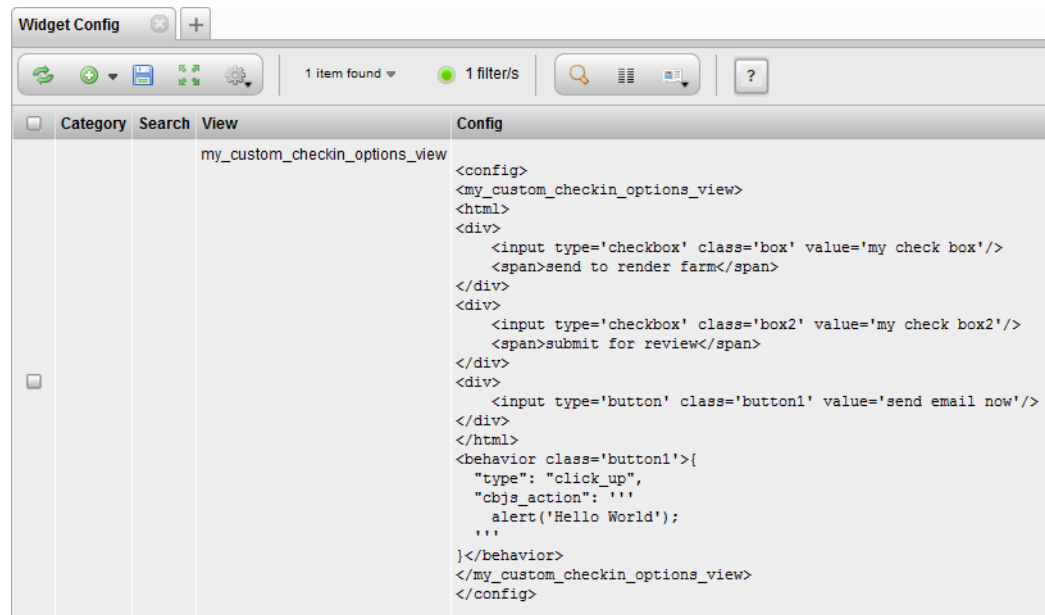 Widget Config
+
1 item found
1 filter/s
?
Category Search View Config
my_custom_checkin_options_view
<config>
<my_custom_checkin_options_view>
<html>
<div>
    <input type='checkbox' class='box' value='my check box'/>
    <span>send to render farm</span>
</div>
<div>
    <input type='checkbox' class='box2' value='my check box2'/>
    <span>submit for review</span>
</div>
<div>
    <input type='button' class='button1' value='send email now'/>
</div>
</html>
<behavior class='button1'>{
  "type": "click_up",
  "cbjs_action": '''
    alert('Hello World');
  '''
}</behavior>
</my_custom_checkin_options_view>
</config>